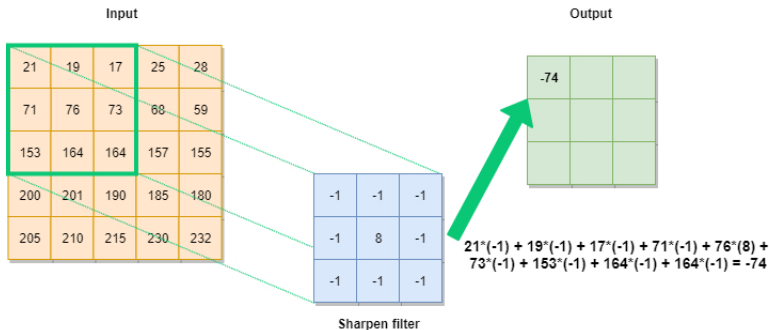 Input
Output
21 19 17 25 28
71 76 73 68 59
153 164 164 157 155
200 201 190 185 180
205 210 215 230 232
-74
-1 -1 -1
-1 8 -1
-1 -1 -1
Sharpen filter
21*(-1) + 19*(-1) + 17*(-1) + 71*(-1) + 76*(8) +
73*(-1) + 153*(-1) + 164*(-1) + 164*(-1) = -74